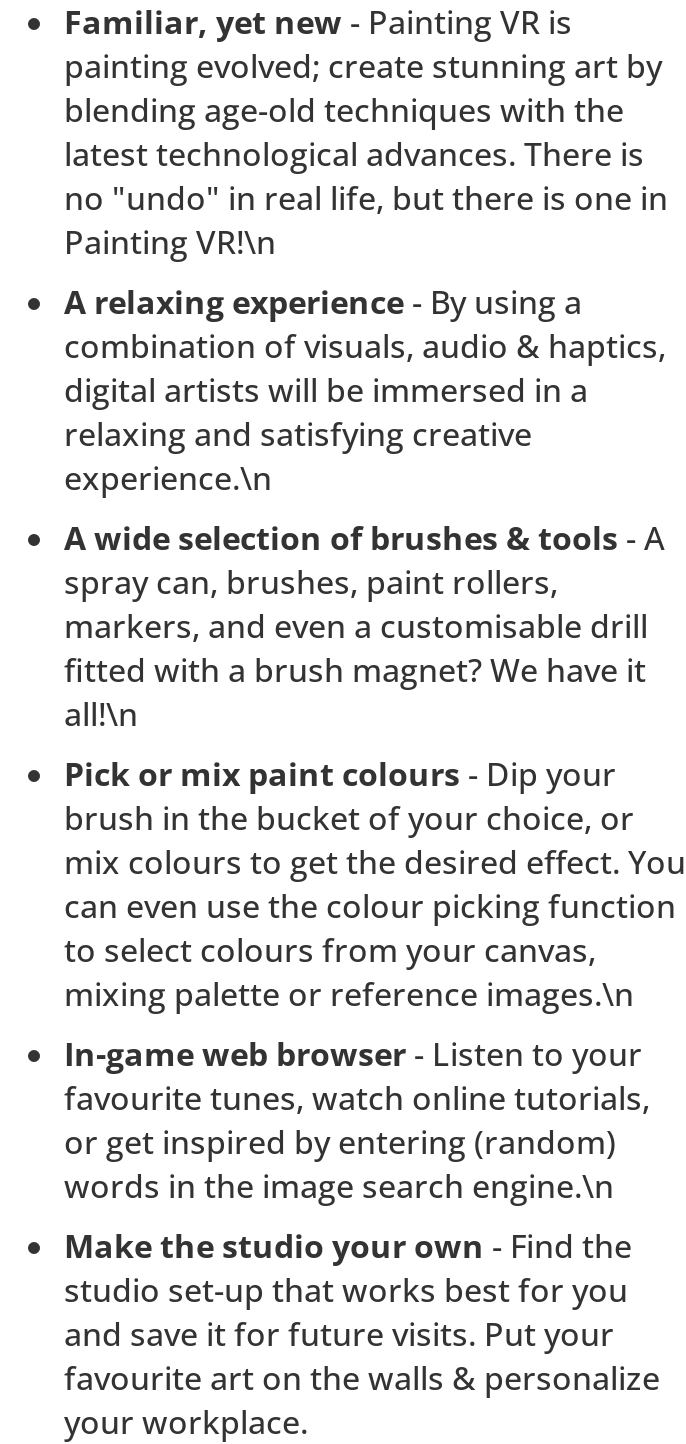 • Familiar, yet new - Painting VR is
painting evolved; create stunning art by
blending age-old techniques with the
latest technological advances. There is
no "undo" in real life, but there is one in
Painting VR!\n
• A relaxing experience - By using a
combination of visuals, audio & haptics,
digital artists will be immersed in a
relaxing and satisfying creative
experience.\n
• A wide selection of brushes & tools - A
spray can, brushes, paint rollers,
markers, and even a customisable drill
fitted with a brush magnet? We have it
all!\n
• Pick or mix paint colours - Dip your
brush in the bucket of your choice, or
mix colours to get the desired effect. You
can even use the colour picking function
to select colours from your canvas,
mixing palette or reference images.\n
• In-game web browser - Listen to your
favourite tunes, watch online tutorials,
or get inspired by entering (random)
words in the image search engine.\n
• Make the studio your own - Find the
studio set-up that works best for you
and save it for future visits. Put your
favourite art on the walls & personalize
your workplace.